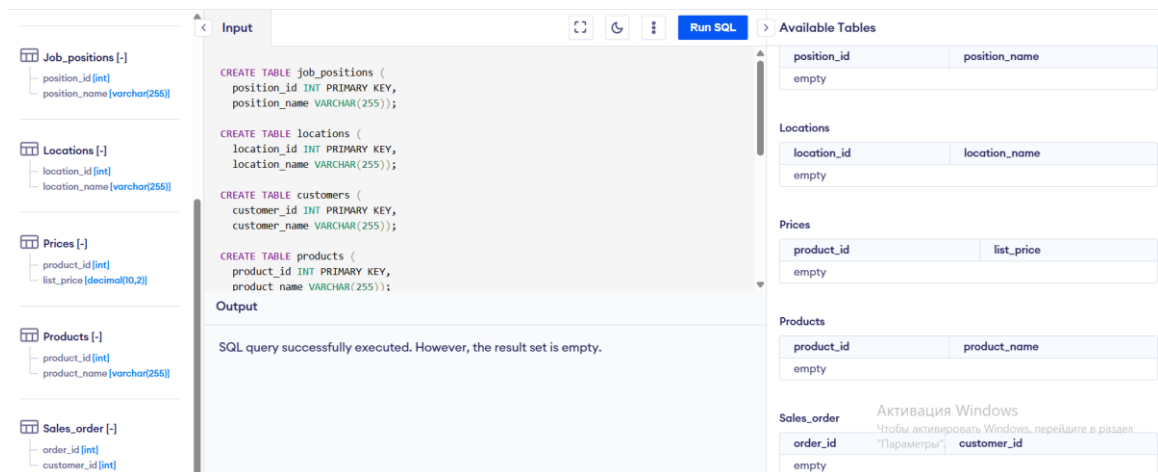 Job_positions [-]
position_id [int]
position_name [varchar(255)]
Locations [-]
location_id [int]
location_name [varchar(255)]
Prices [-]
product_id [int]
list_price [decimal(10,2)]
Products [-]
product_id [int]
product_name [varchar(255)]
Sales_order [-]
order_id [int]
customer_id [int]
Input
Run SQL
CREATE TABLE job_positions (
position_id INT PRIMARY KEY,
position_name VARCHAR(255));
CREATE TABLE locations (
location_id INT PRIMARY KEY,
location_name VARCHAR(255));
CREATE TABLE customers (
customer_id INT PRIMARY KEY,
customer_name VARCHAR(255));
CREATE TABLE products (
product_id INT PRIMARY KEY,
product_name VARCHAR(255));
Output
SQL query successfully executed. However, the result set is empty.
Available Tables
position_id position_name
empty
Locations
location_id location_name
empty
Prices
product_id list_price
empty
Products
product_id product_name
empty
Sales_order
order_id customer_id
empty
Активация Windows
Чтобы активировать Windows, перейдите в раздел
"Параметры".